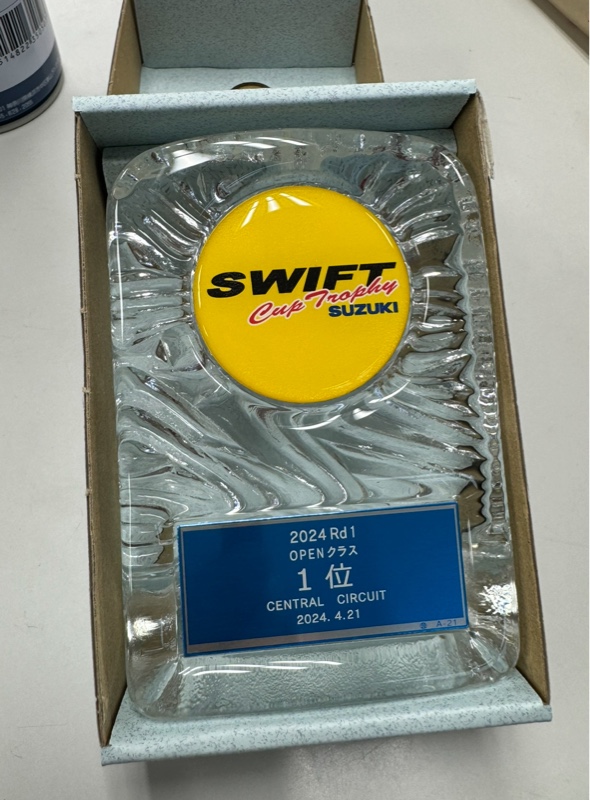 SWIFT
Cup Trophy
SUZUKI
2024 Rd 1
OPENクラス
1 位
CENTRAL CIRCUIT
2024. 4.21
A-21